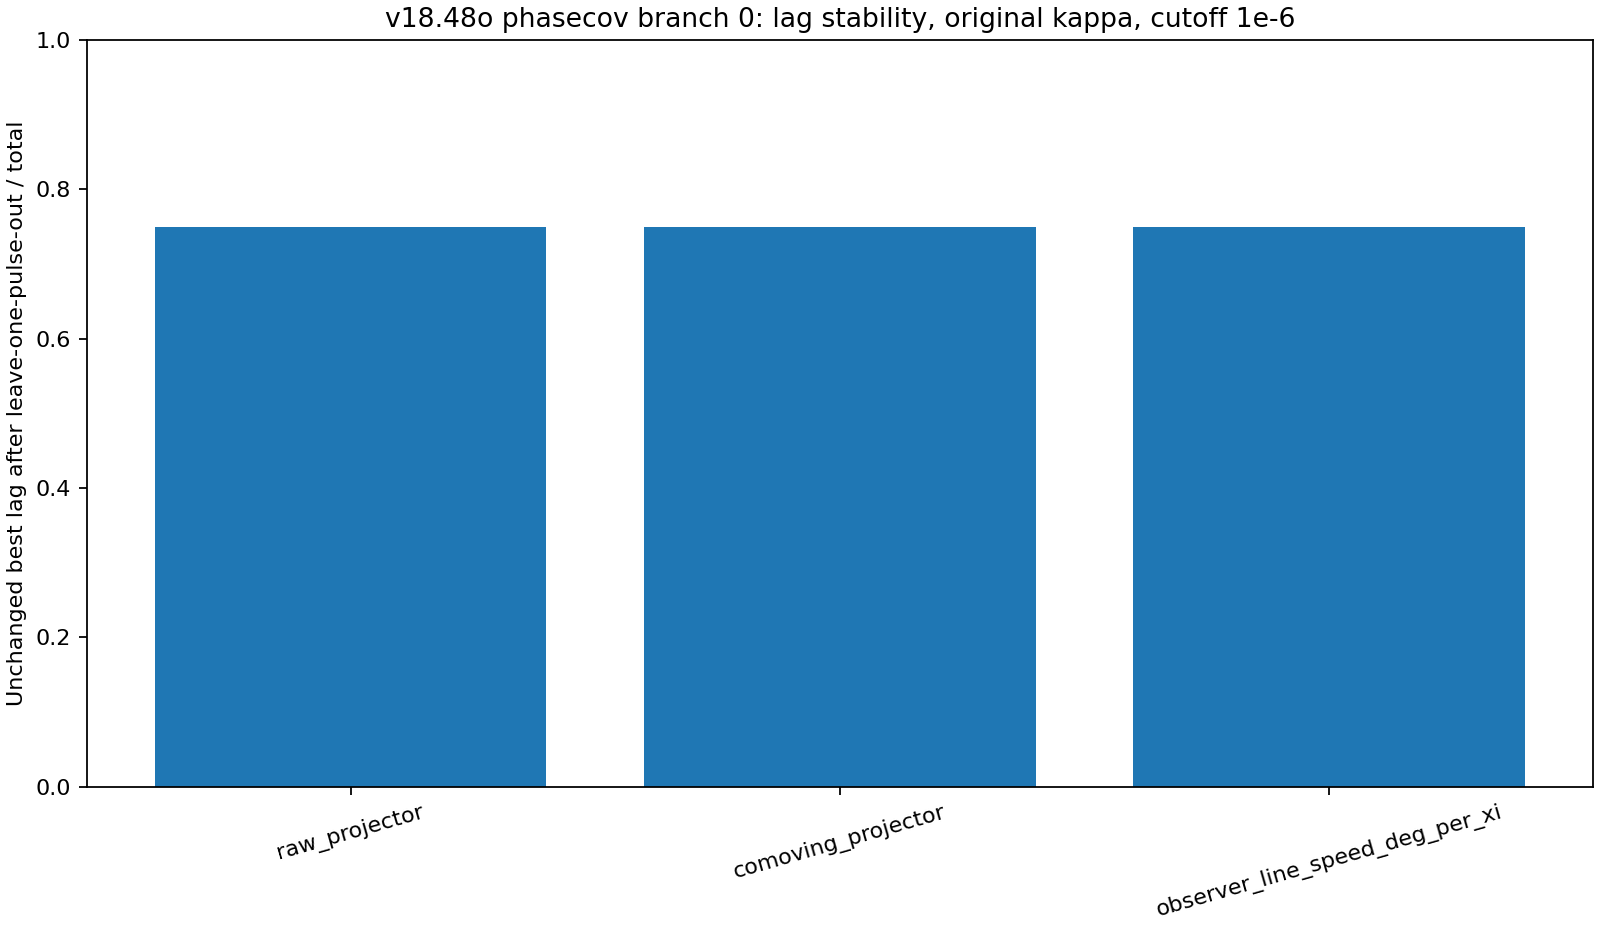 v18.48o phasecov branch 0: lag stability, original kappa, cutoff 1e-6
Unchanged best lag after leave-one-pulse-out / total
1.0
0.8
0.6
0.4
0.2
0.0
raw_projector
comoving_projector
observer_line_speed_deg_per_xi